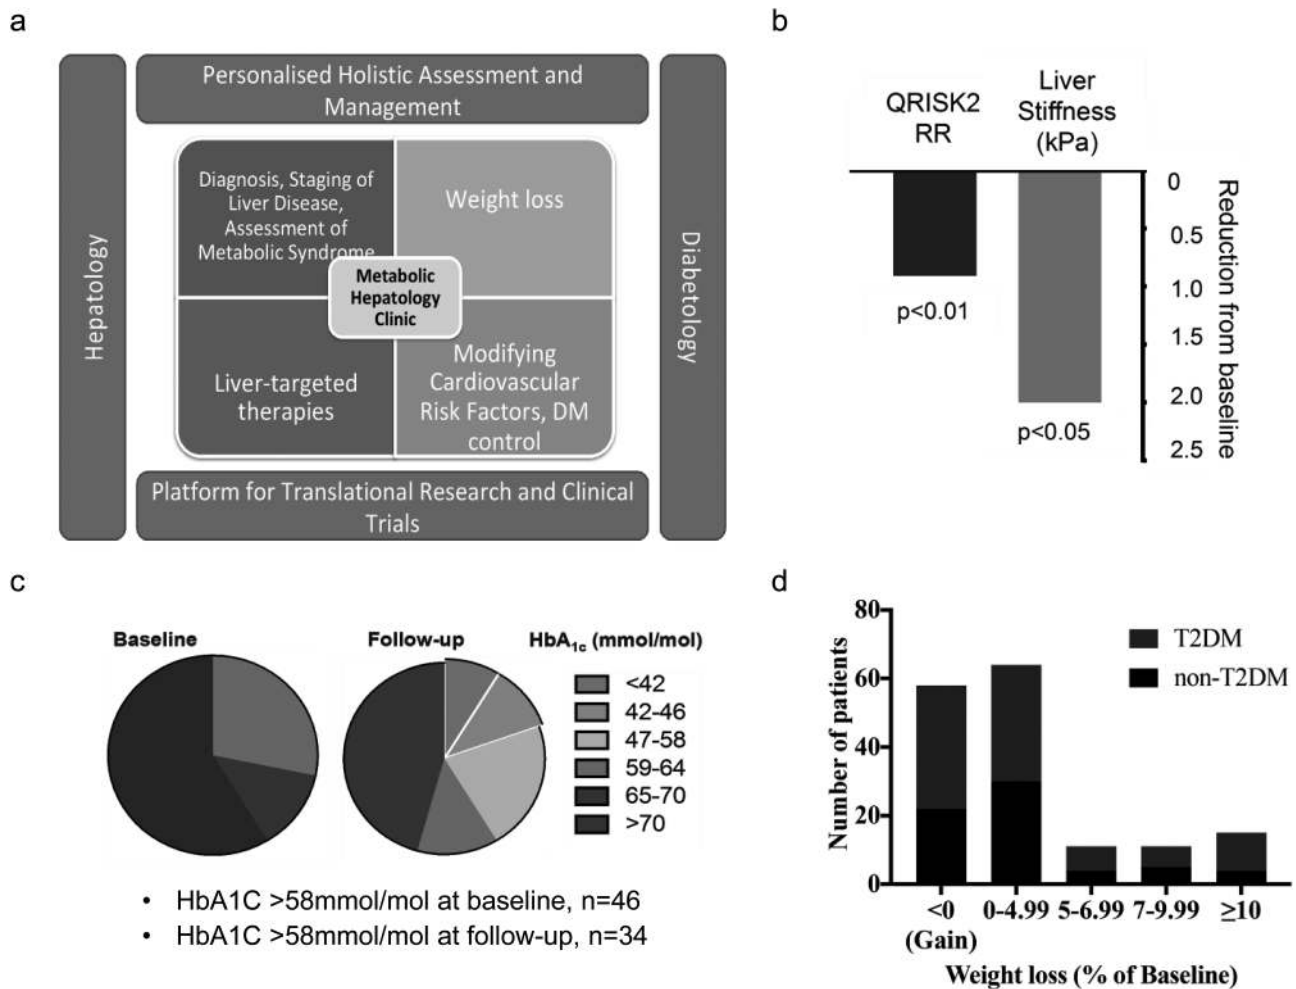 a
Personalised Holistic Assessment and
Management
Hepatology
Diagnosis, Staging of
Liver Disease,
Assessment of
Metabolic Syndrome
Weight loss
Metabolic
Hepatology
Clinic
Liver-targeted
therapies
Modifying
Cardiovascular
Risk Factors, DM
control
Diabetology
Platform for Translational Research and Clinical
Trials
b
QRISK2
RR
Liver
Stiffness
(kPa)
0
0.5
1.0
1.5
2.0
2.5
Reduction from baseline
p<0.01
p<0.05
c
Baseline
Follow-up
HbA1c (mmol/mol)
<42
42-46
47-58
59-64
65-70
>70
• HbA1C >58mmol/mol at baseline, n=46
• HbA1C >58mmol/mol at follow-up, n=34
d
Number of patients
80
60
40
20
0
T2DM
non-T2DM
<0 0-4.99 5-6.99 7-9.99 ≥10
(Gain)
Weight loss (% of Baseline)